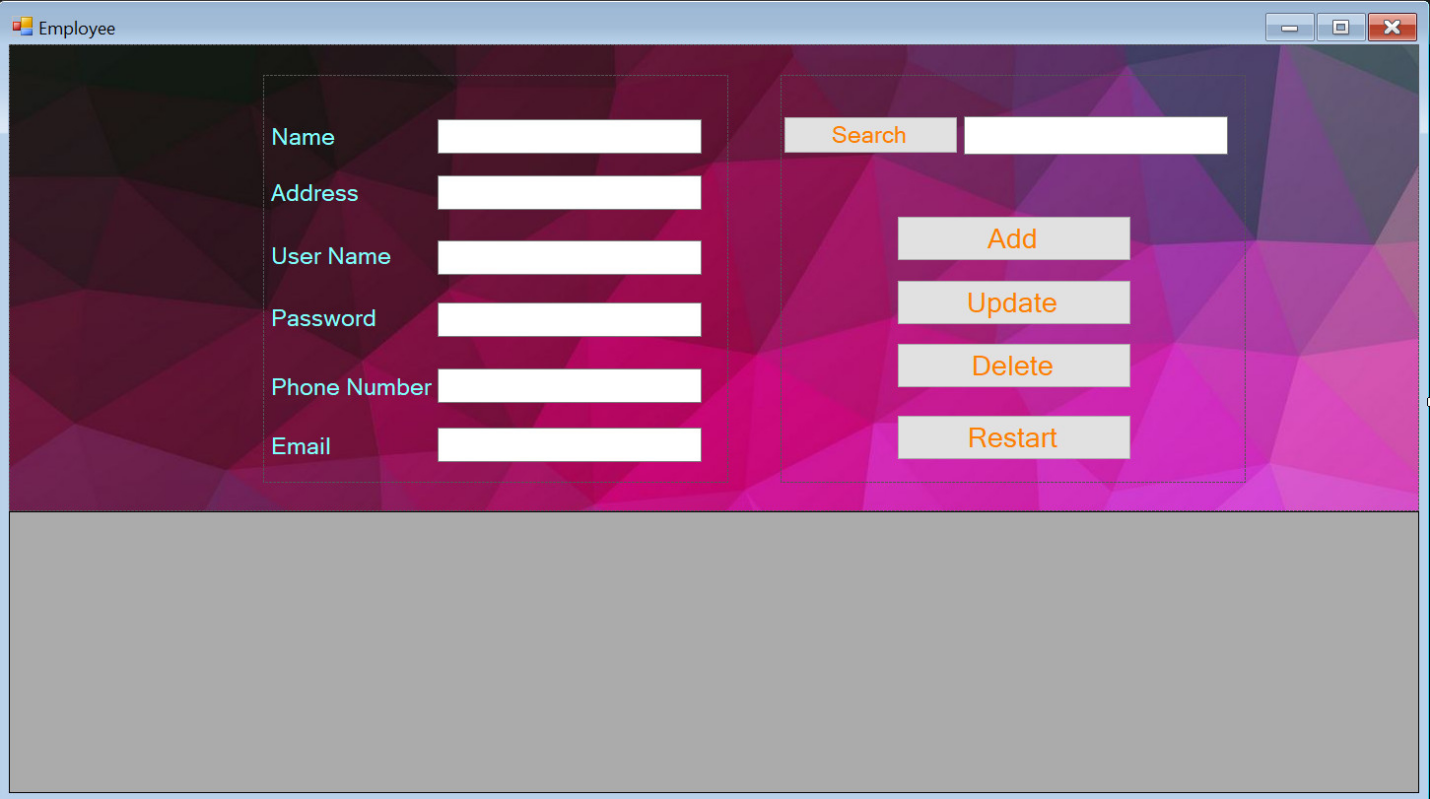 Employee
Name
Address
User Name
Password
Phone Number
Email
Search
Add
Update
Delete
Restart